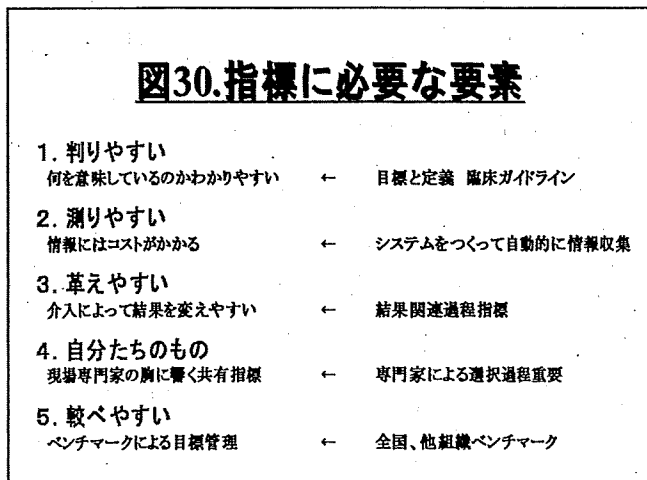 図30.指標に必要な要素
1. 判りやすい
何を意味しているのかわかりやすい ← 目標と定義 臨床ガイドライン
2. 測りやすい
情報にはコストがかかる ← システムをつくって自動的に情報収集
3. 革えやすい
介入によって結果を変えやすい ← 結果関連過程指標
4. 自分たちのもの
現場専門家の胸に響く共有指標 ← 専門家による選択過程重要
5. 較べやすい
ベンチマークによる目標管理 ← 全国、他組織ベンチマーク